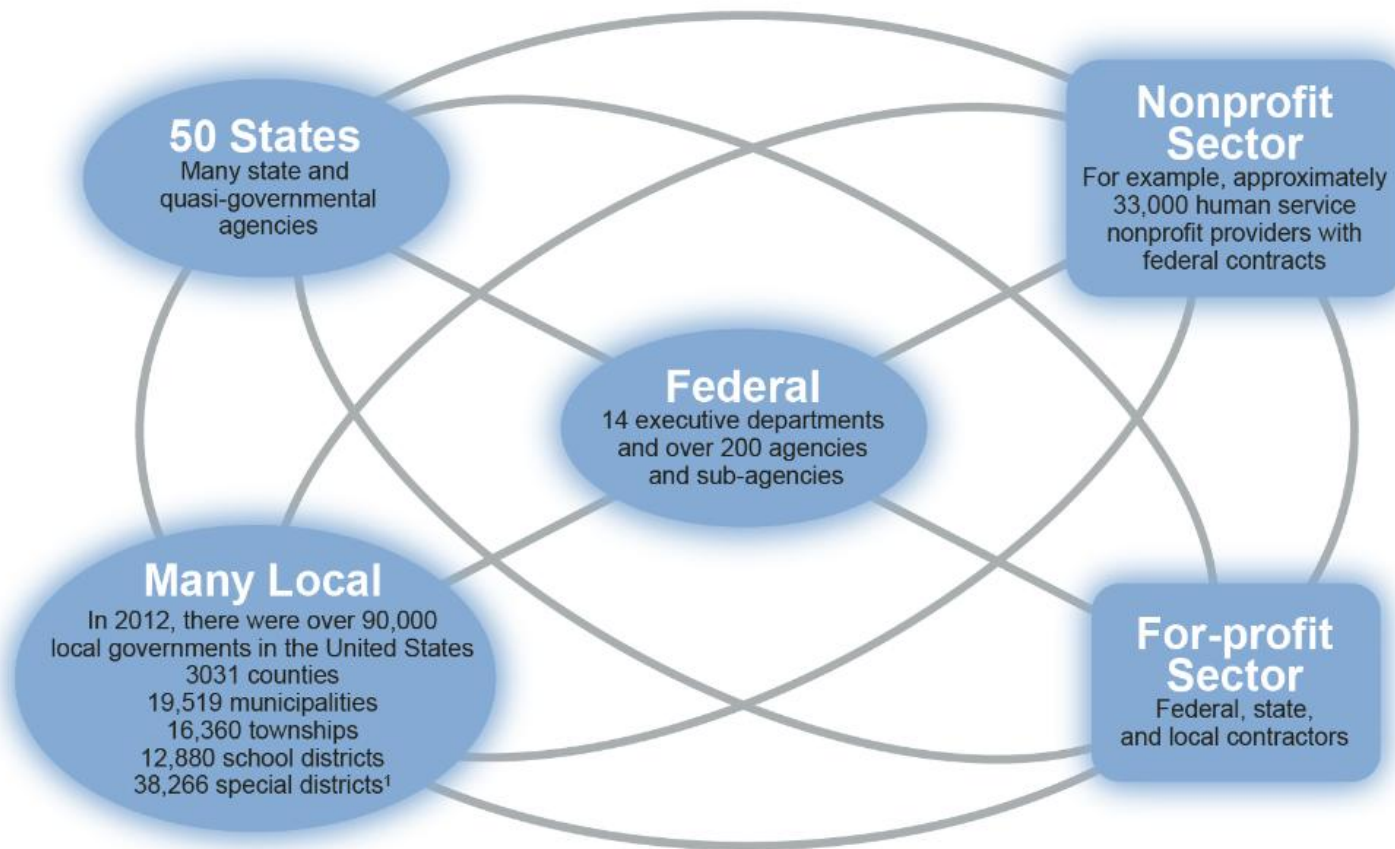 50 States
Many state and
quasi-governmental
agencies
Nonprofit
Sector
For example, approximately
33,000 human service
nonprofit providers with
federal contracts
Federal
14 executive departments
and over 200 agencies
and sub-agencies
Many Local
In 2012, there were over 90,000
local governments in the United States
3031 counties
19,519 municipalities
16,360 townships
12,880 school districts
38,266 special districts¹
For-profit
Sector
Federal, state,
and local contractors